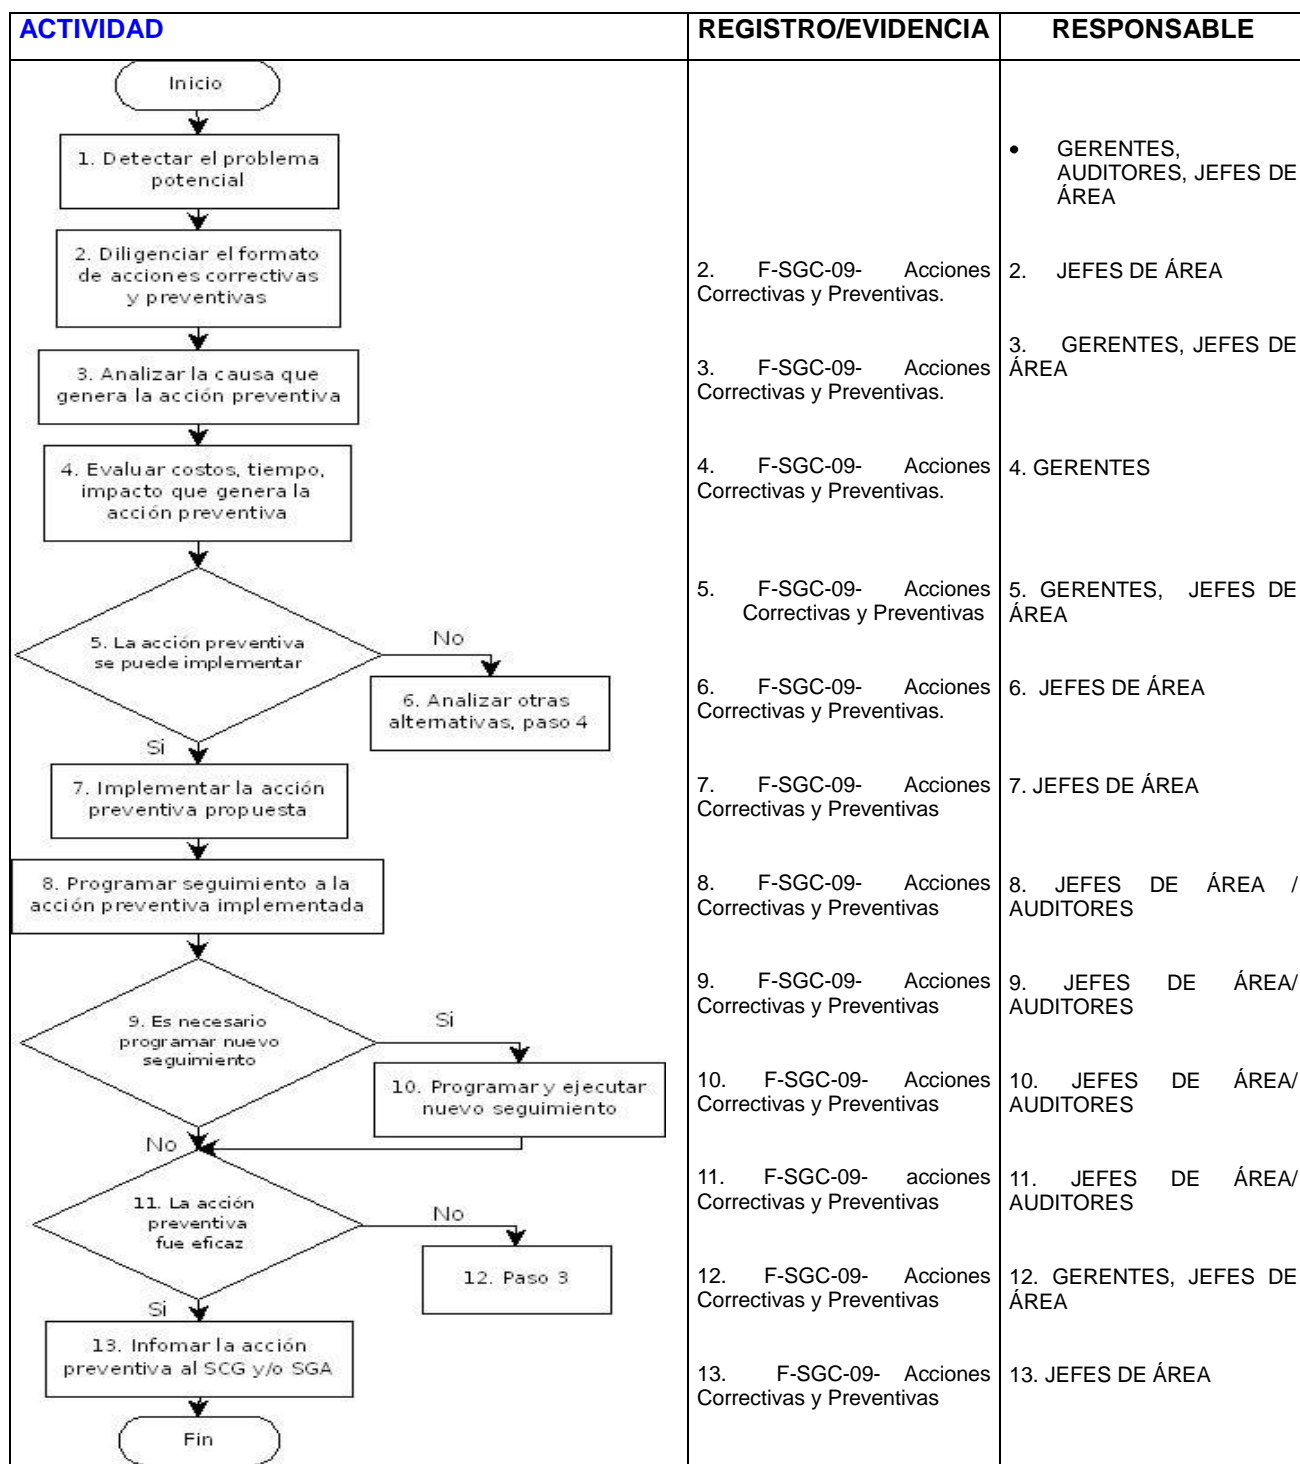 ACTIVIDAD
REGISTRO/EVIDENCIA
RESPONSABLE
Inicio
1. Detectar el problema
potencial
2. Diligenciar el formato
de acciones correctivas
y preventivas
3. Analizar la causa que
genera la acción preventiva
4. Evaluar costos, tiempo,
impacto que genera la
acción preventiva
5. La acción preventiva
se puede implementar
No
6. Analizar otras
alternativas, paso 4
Si
7. Implementar la acción
preventiva propuesta
8. Programar seguimiento a la
acción preventiva implementada
9. Es necesario
programar nuevo
seguimiento
Si
10. Programar y ejecutar
nuevo seguimiento
No
11. La acción
preventiva
fue eficaz
No
12. Paso 3
Si
13. Infomar la acción
preventiva al SCG y/o SGA
Fin
2. F-SGC-09- Acciones
Correctivas y Preventivas.
3. F-SGC-09- Acciones
Correctivas y Preventivas.
4. F-SGC-09- Acciones
Correctivas y Preventivas.
5. F-SGC-09- Acciones
Correctivas y Preventivas
6. F-SGC-09- Acciones
Correctivas y Preventivas.
7. F-SGC-09- Acciones
Correctivas y Preventivas
8. F-SGC-09- Acciones
Correctivas y Preventivas
9. F-SGC-09- Acciones
Correctivas y Preventivas
10. F-SGC-09- Acciones
Correctivas y Preventivas
11. F-SGC-09- acciones
Correctivas y Preventivas
12. F-SGC-09- Acciones
Correctivas y Preventivas
13. F-SGC-09- Acciones
Correctivas y Preventivas
• GERENTES,
AUDITORES, JEFES DE
ÁREA
2. JEFES DE ÁREA
3. GERENTES, JEFES DE
ÁREA
4. GERENTES
5. GERENTES, JEFES DE
ÁREA
6. JEFES DE ÁREA
7. JEFES DE ÁREA
8. JEFES DE ÁREA /
AUDITORES
9. JEFES DE ÁREA/
AUDITORES
10. JEFES DE ÁREA/
AUDITORES
11. JEFES DE ÁREA/
AUDITORES
12. GERENTES, JEFES DE
ÁREA
13. JEFES DE ÁREA